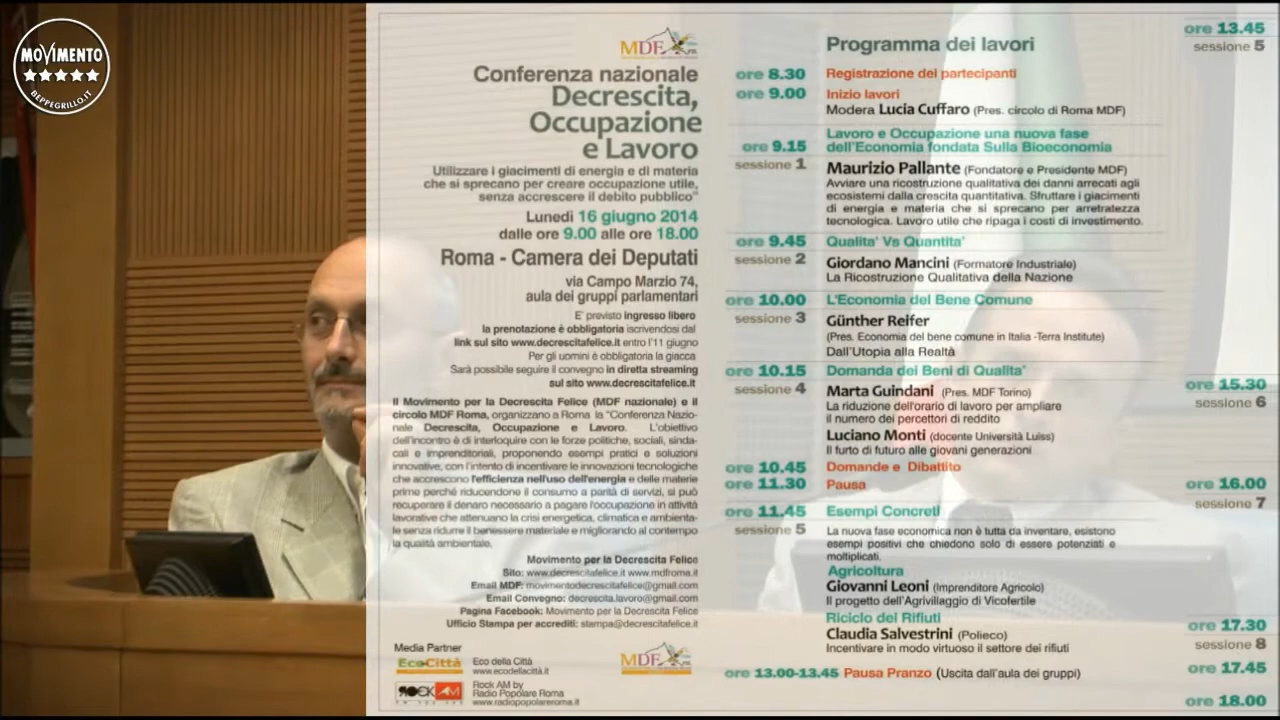 MOVIMENTO
BEPPEGRILLO.IT
MDF
Conferenza nazionale
Decrescita,
Occupazione
e Lavoro
Utilizzare i giacimenti di energia e di materia
che si sprecano per creare occupazione utile,
senza accrescere il debito pubblico"
Lunedì 16 giugno 2014
dalle ore 9.00 alle ore 18.00
Roma - Camera dei Deputati
via Campo Marzio 74,
aula dei gruppi parlamentari
E' previsto ingresso libero
la prenotazione è obbligatoria iscrivendosi dal
link sul sito www.decrescitafelice.it entro l'11 giugno
Per gli uomini è obbligatoria la giacca
Sarà possibile seguire il convegno in diretta streaming
sul sito www.decrescitafelice.it
Il Movimento per la Decrescita Felice (MDF nazionale) e il
circolo MDF Roma, organizzano a Roma la "Conferenza Nazio-
nale Decrescita, Occupazione e Lavoro. L'obiettivo
dell'incontro è di interloquire con le forze politiche, sociali, sinda-
cali e imprenditoriali, proponendo esempi pratici e soluzioni
innovative, con l'intento di incentivare le innovazioni tecnologiche
che accrescono l'efficienza nell'uso dell'energia e delle materie
prime perché riducendone il consumo a parità di servizi, si può
recuperare il denaro necessario a pagare l'occupazione in attività
lavorative che attenuano la crisi energetica, climatica e ambienta-
le senza ridurre il benessere materiale e migliorando al contempo
la qualità ambientale.
Movimento per la Decrescita Felice
Sito: www.decrescitafelice.it www.mdfroma.it
Email MDF: movimentodecrescitafelice@gmail.com
Email Convegno: decrescita.lavoro@gmail.com
Pagina Facebook: Movimento per la Decrescita Felice
Ufficio Stampa per accrediti: stampa@decrescitafelice.it
Media Partner
EcoCittà
Eco della Città
www.ecodellacittà.it
ROCK AM
Rock AM by
Radio Popolare Roma
www.radiopopolareroma.it
MDF
Programma dei lavori
ore 8.30 Registrazione dei partecipanti
ore 9.00 Inizio lavori
Modera Lucia Cuffaro (Pres. circolo di Roma MDF)
Lavoro e Occupazione una nuova fase
ore 9.15 dell'Economia fondata Sulla Bioeconomia
sessione 1 Maurizio Pallante (Fondatore e Presidente MDF)
Avviare una ricostruzione qualitativa dei danni arrecati agli
ecosistemi dalla crescita quantitativa. Sfruttare i giacimenti
di energia e materia che si sprecano per arretratezza
tecnologica. Lavoro utile che ripaga i costi di investimento.
ore 9.45 Qualita' Vs Quantita'
sessione 2 Giordano Mancini (Formatore Industriale)
La Ricostruzione Qualitativa della Nazione
ore 10.00 L'Economia del Bene Comune
sessione 3 Günther Reifer
(Pres. Economia del bene comune in Italia -Terra Institute)
Dall'Utopia alla Realtà
ore 10.15 Domanda dei Beni di Qualita'
sessione 4 Marta Guindani (Pres. MDF Torino)
La riduzione dell'orario di lavoro per ampliare
il numero dei percettori di reddito
Luciano Monti (docente Università Luiss)
Il furto di futuro alle giovani generazioni
ore 10.45 Domande e Dibattito
ore 11.30 Pausa
ore 11.45 Esempi Concreti
sessione 5 La nuova fase economica non è tutta da inventare, esistono
esempi positivi che chiedono solo di essere potenziati e
moltiplicati.
Agricoltura
Giovanni Leoni (Imprenditore Agricolo)
Il progetto dell'Agrivillaggio di Vicofertile
Riciclo dei Rifiuti
Claudia Salvestrini (Polieco)
Incentivare in modo virtuoso il settore dei rifiuti
ore 13.00-13.45 Pausa Pranzo (Uscita dall'aula dei gruppi)
ore 13.45
sessione 5
ore 15.30
sessione 6
ore 16.00
sessione 7
ore 17.30
sessione 8
ore 17.45
ore 18.00